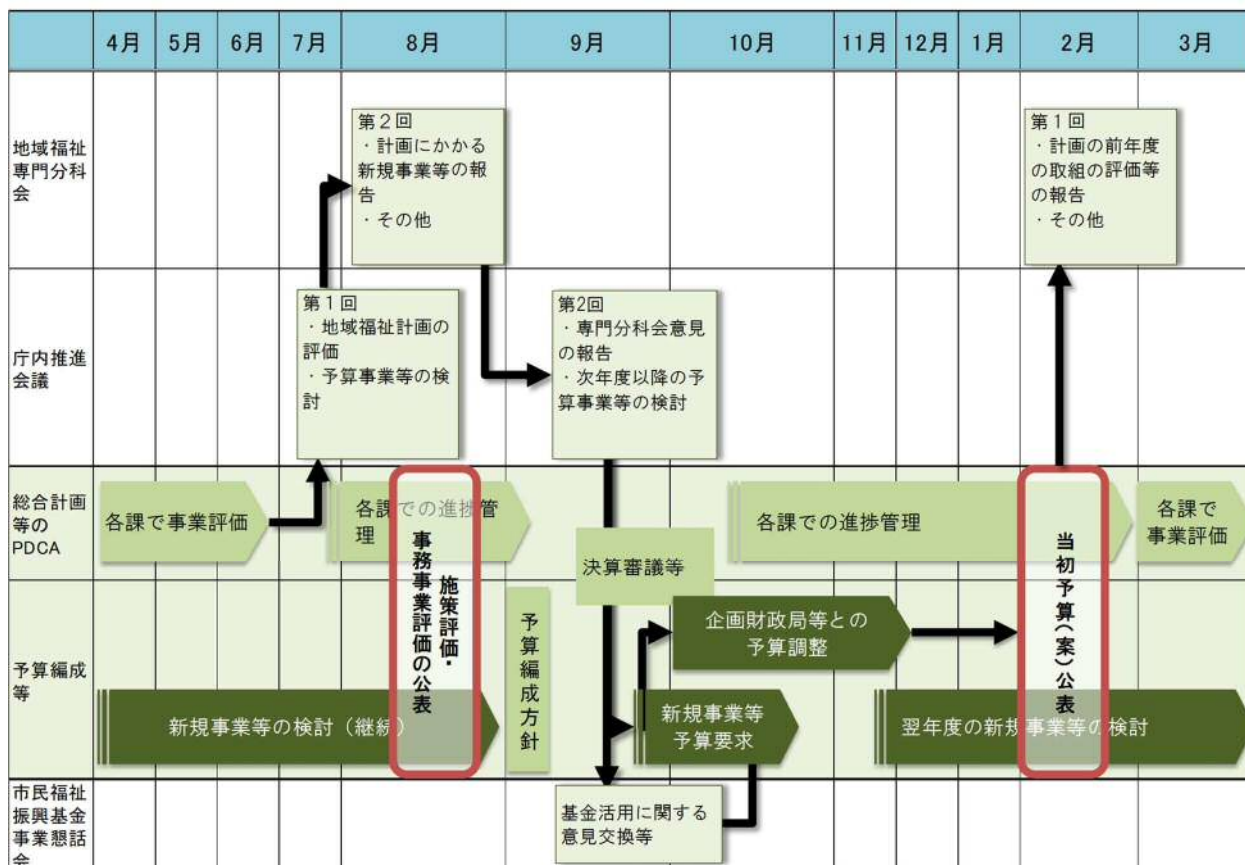 4月
5月
6月
7月
8月
9月
10月
11月
12月
1月
2月
3月
地域福祉
専門分科
会
第２回
・計画にかかる
新規事業等の報
告
・その他
第１回
・計画の前年度
の取組の評価等
の報告
・その他
庁内推進
会議
第１回
・地域福祉計画の
評価
・予算事業等の検
討
第2回
・専門分科会意見
の報告
・次年度以降の予
算事業等の検討
総合計画
等の
PDCA
各課で事業評価
各課での進捗管
理
決算審議等
各課での進捗管理
各課で
事業評価
施策評価・
事務事業評価の公表
当初予算（案）公表
予算編成
等
新規事業等の検討（継続）
予算編成方針
企画財政局等との
予算調整
新規事業等
予算要求
翌年度の新規事業等の検討
市民福祉
振興基金
事業懇話
会
基金活用に関する
意見交換等